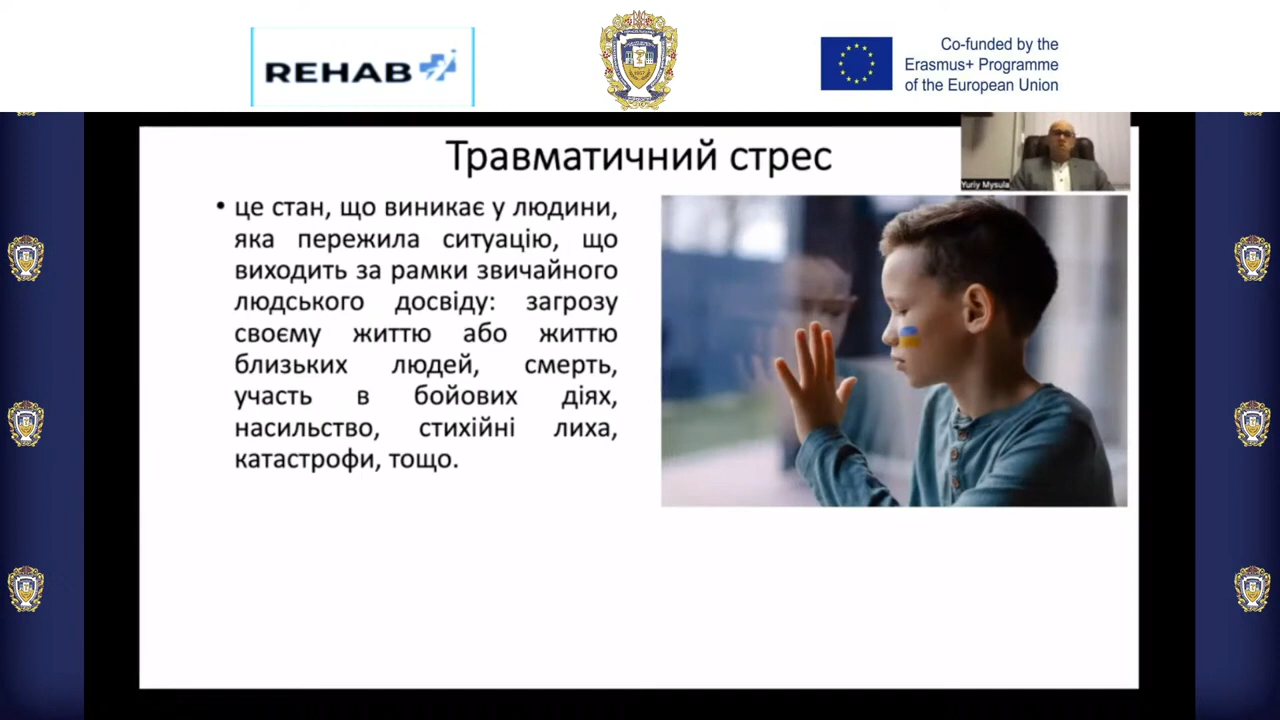 REHAB
Co-funded by the
Erasmus+ Programme
of the European Union
Травматичний стрес
Yuriy Mysula
• це стан, що виникає у людини,
яка пережила ситуацію, що
виходить за рамки звичайного
людського досвіду: загрозу
своєму життю або життю
близьких людей, смерть,
участь в бойових діях,
насильство, стихійні лиха,
катастрофи, тощо.